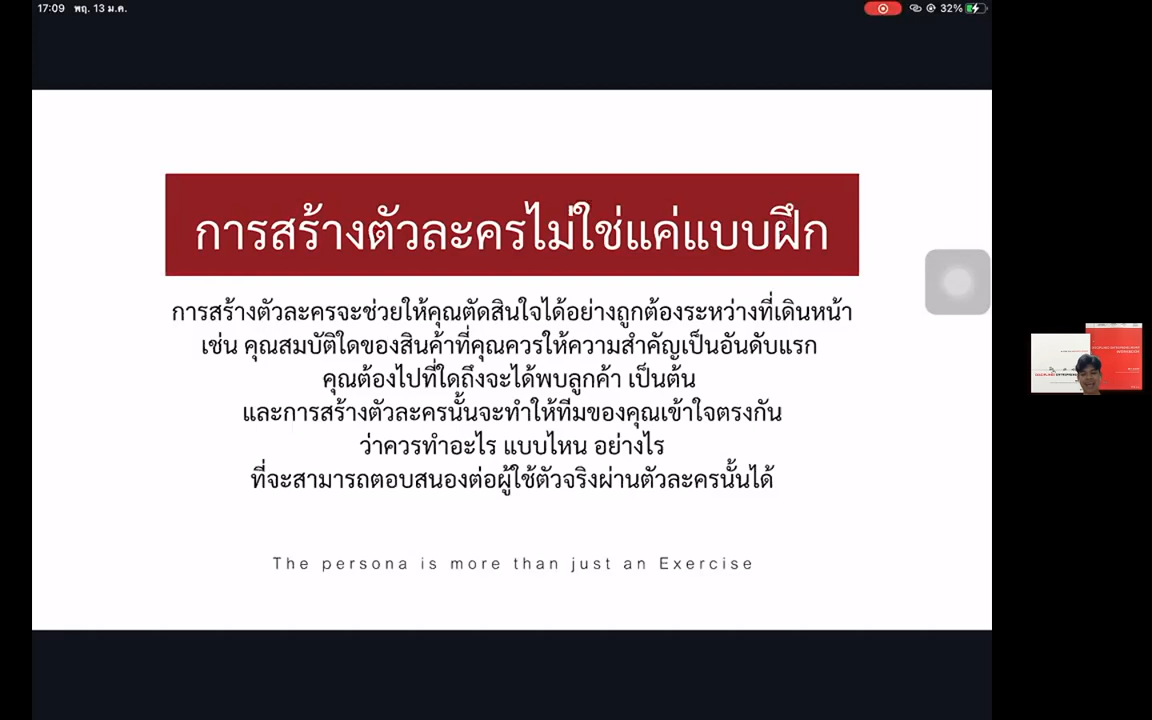 17:09 พฤ. 13 ม.ค.
32%
การสร้างตัวละครไม่ใช่แค่แบบฝึก
การสร้างตัวละครจะช่วยให้คุณตัดสินใจได้อย่างถูกต้องระหว่างที่เดินหน้า
เช่น คุณสมบัติใดของสินค้าที่คุณควรให้ความสำคัญเป็นอันดับแรก
คุณต้องไปที่ใดถึงจะได้พบลูกค้า เป็นต้น
และการสร้างตัวละครนั้นจะทำให้ทีมของคุณเข้าใจตรงกัน
ว่าควรทำอะไร แบบไหน อย่างไร
ที่จะสามารถตอบสนองต่อผู้ใช้ตัวจริงผ่านตัวละครนั้นได้
The persona is more than just an Exercise